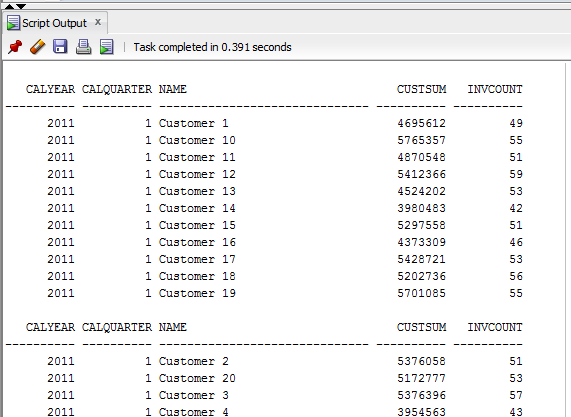 Script Output x
Task completed in 0.391 seconds
CALYEAR CALQUARTER NAME CUSTSUM INVCOUNT
---------- ---------- ------------------------------ ---------- ----------
2011 1 Customer 1 4695612 49
2011 1 Customer 10 5765357 55
2011 1 Customer 11 4870548 51
2011 1 Customer 12 5412366 59
2011 1 Customer 13 4524202 53
2011 1 Customer 14 3980483 42
2011 1 Customer 15 5297558 51
2011 1 Customer 16 4373309 46
2011 1 Customer 17 5428721 53
2011 1 Customer 18 5202736 56
2011 1 Customer 19 5701085 55
CALYEAR CALQUARTER NAME CUSTSUM INVCOUNT
---------- ---------- ------------------------------ ---------- ----------
2011 1 Customer 2 5376058 51
2011 1 Customer 20 5172777 53
2011 1 Customer 3 5376396 57
2011 1 Customer 4 3954563 43